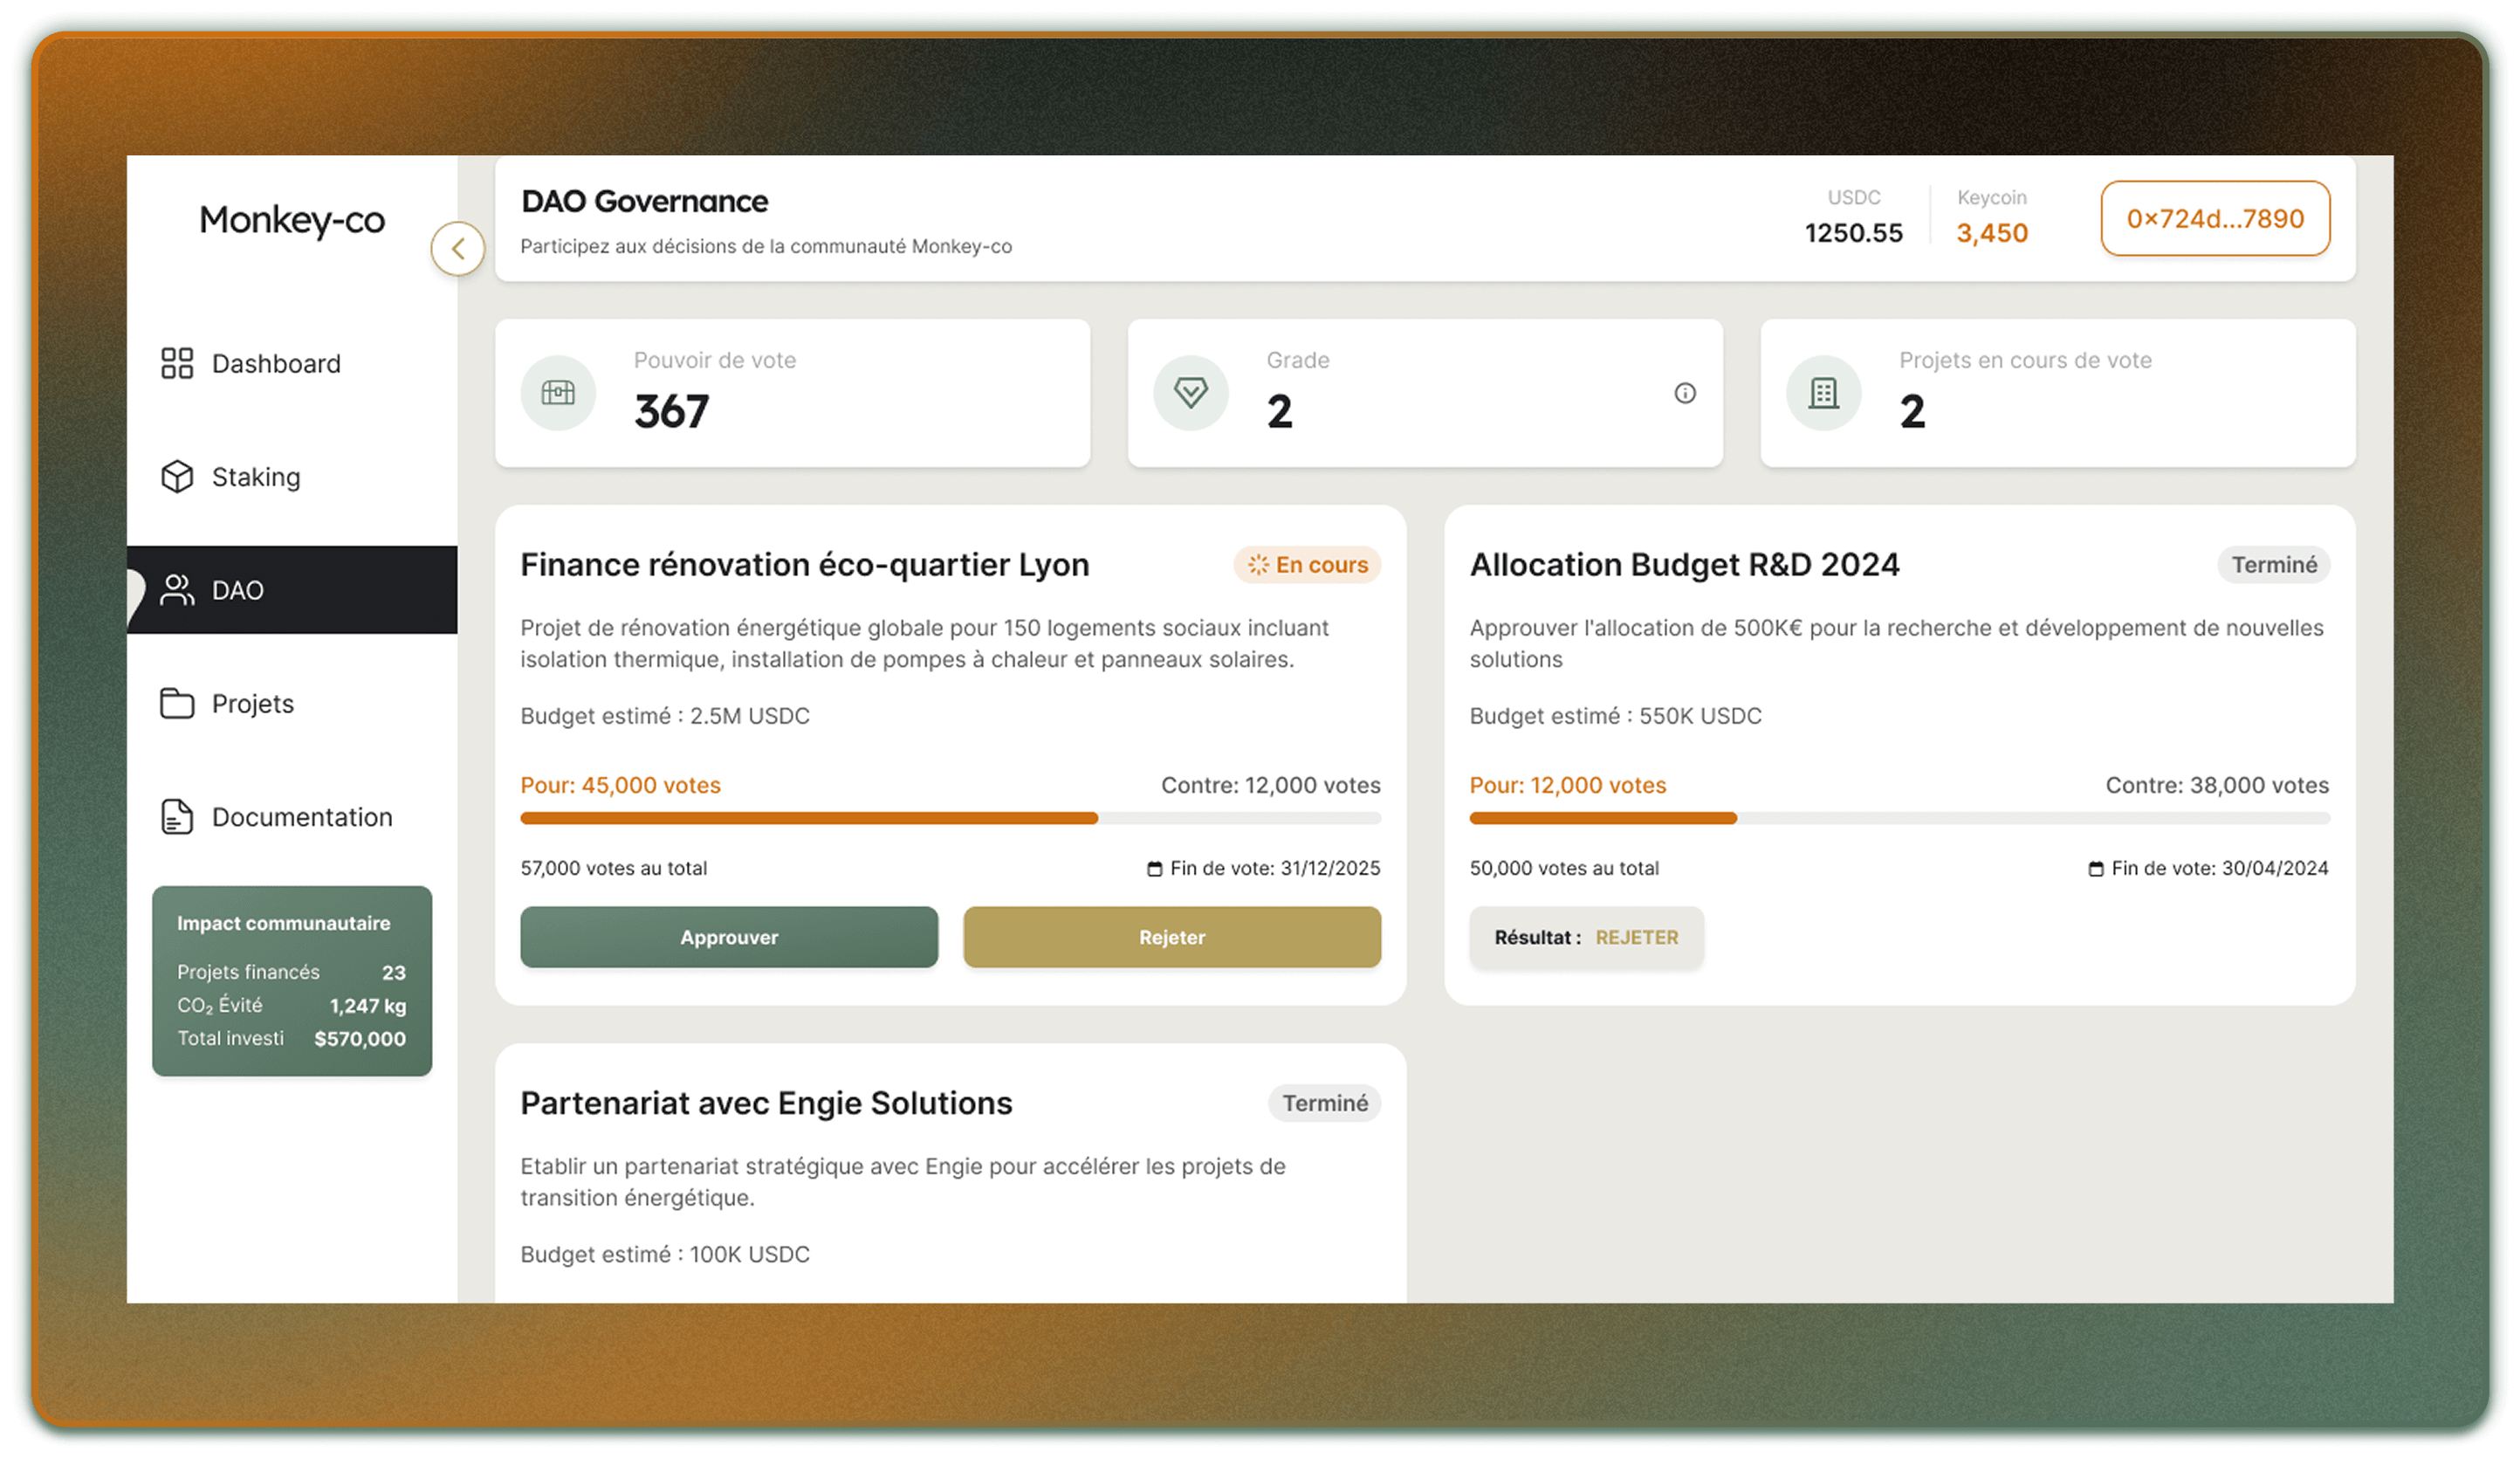 Monkey-co
Dashboard
Staking
DAO
Projets
Documentation
Impact communautaire
Projets financés 23
CO₂ Évité 1,247 kg
Total investi $570,000
DAO Governance
Participez aux décisions de la communauté Monkey-co
USDC
1250.55
Keycoin
3,450
0×724d...7890
Pouvoir de vote
367
Grade
2
Projets en cours de vote
2
Finance rénovation éco-quartier Lyon
En cours
Projet de rénovation énergétique globale pour 150 logements sociaux incluant
isolation thermique, installation de pompes à chaleur et panneaux solaires.
Budget estimé : 2.5M USDC
Pour: 45,000 votes
Contre: 12,000 votes
57,000 votes au total
Fin de vote: 31/12/2025
Approuver
Rejeter
Allocation Budget R&D 2024
Terminé
Approuver l'allocation de 500K€ pour la recherche et développement de nouvelles
solutions
Budget estimé : 550K USDC
Pour: 12,000 votes
Contre: 38,000 votes
50,000 votes au total
Fin de vote: 30/04/2024
Résultat : REJETER
Partenariat avec Engie Solutions
Terminé
Etablir un partenariat stratégique avec Engie pour accélérer les projets de
transition énergétique.
Budget estimé : 100K USDC